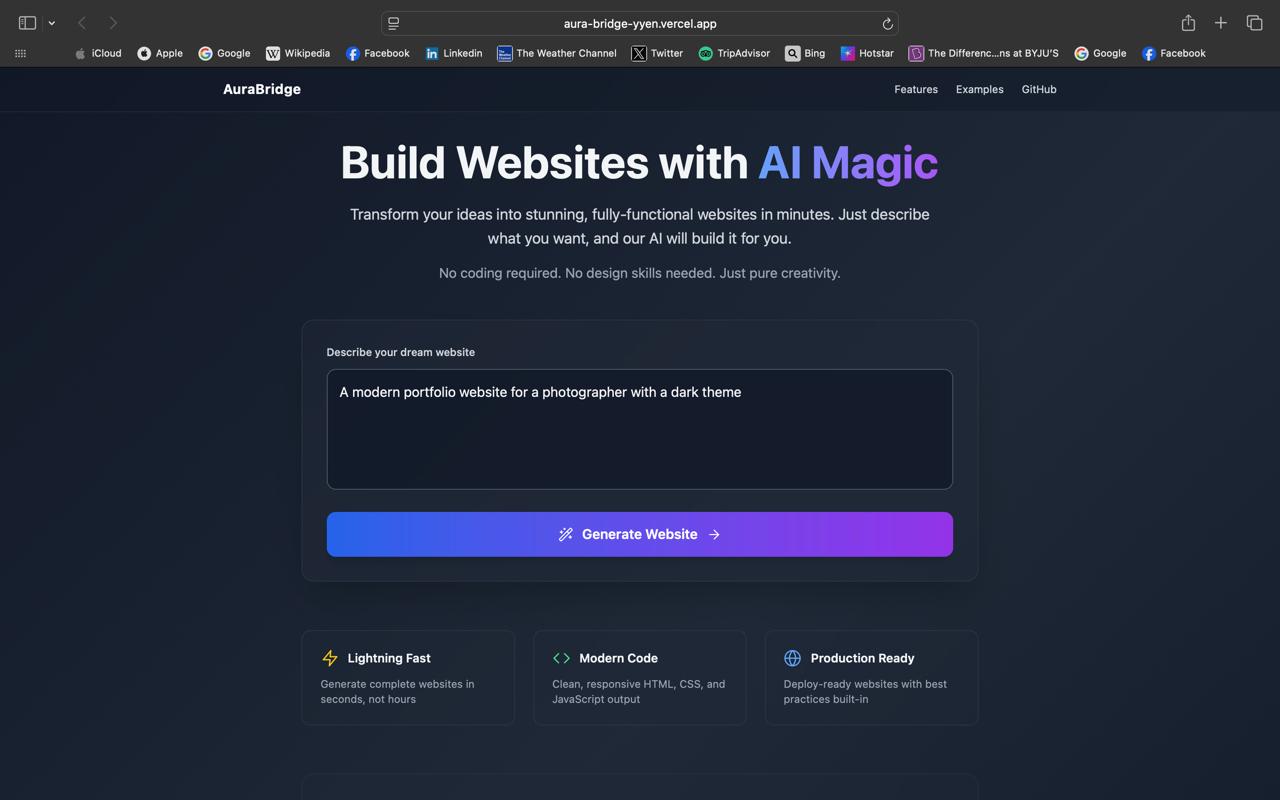 aura-bridge-yyen.vercel.app
iCloud Apple Google Wikipedia Facebook Linkedin The Weather Channel Twitter TripAdvisor Bing Hotstar The Differenc...ns at BYJU'S Google Facebook
AuraBridge
Features Examples GitHub
Build Websites with AI Magic
Transform your ideas into stunning, fully-functional websites in minutes. Just describe
what you want, and our AI will build it for you.
No coding required. No design skills needed. Just pure creativity.
Describe your dream website
A modern portfolio website for a photographer with a dark theme
Generate Website
Lightning Fast
Generate complete websites in
seconds, not hours
Modern Code
Clean, responsive HTML, CSS, and
JavaScript output
Production Ready
Deploy-ready websites with best
practices built-in